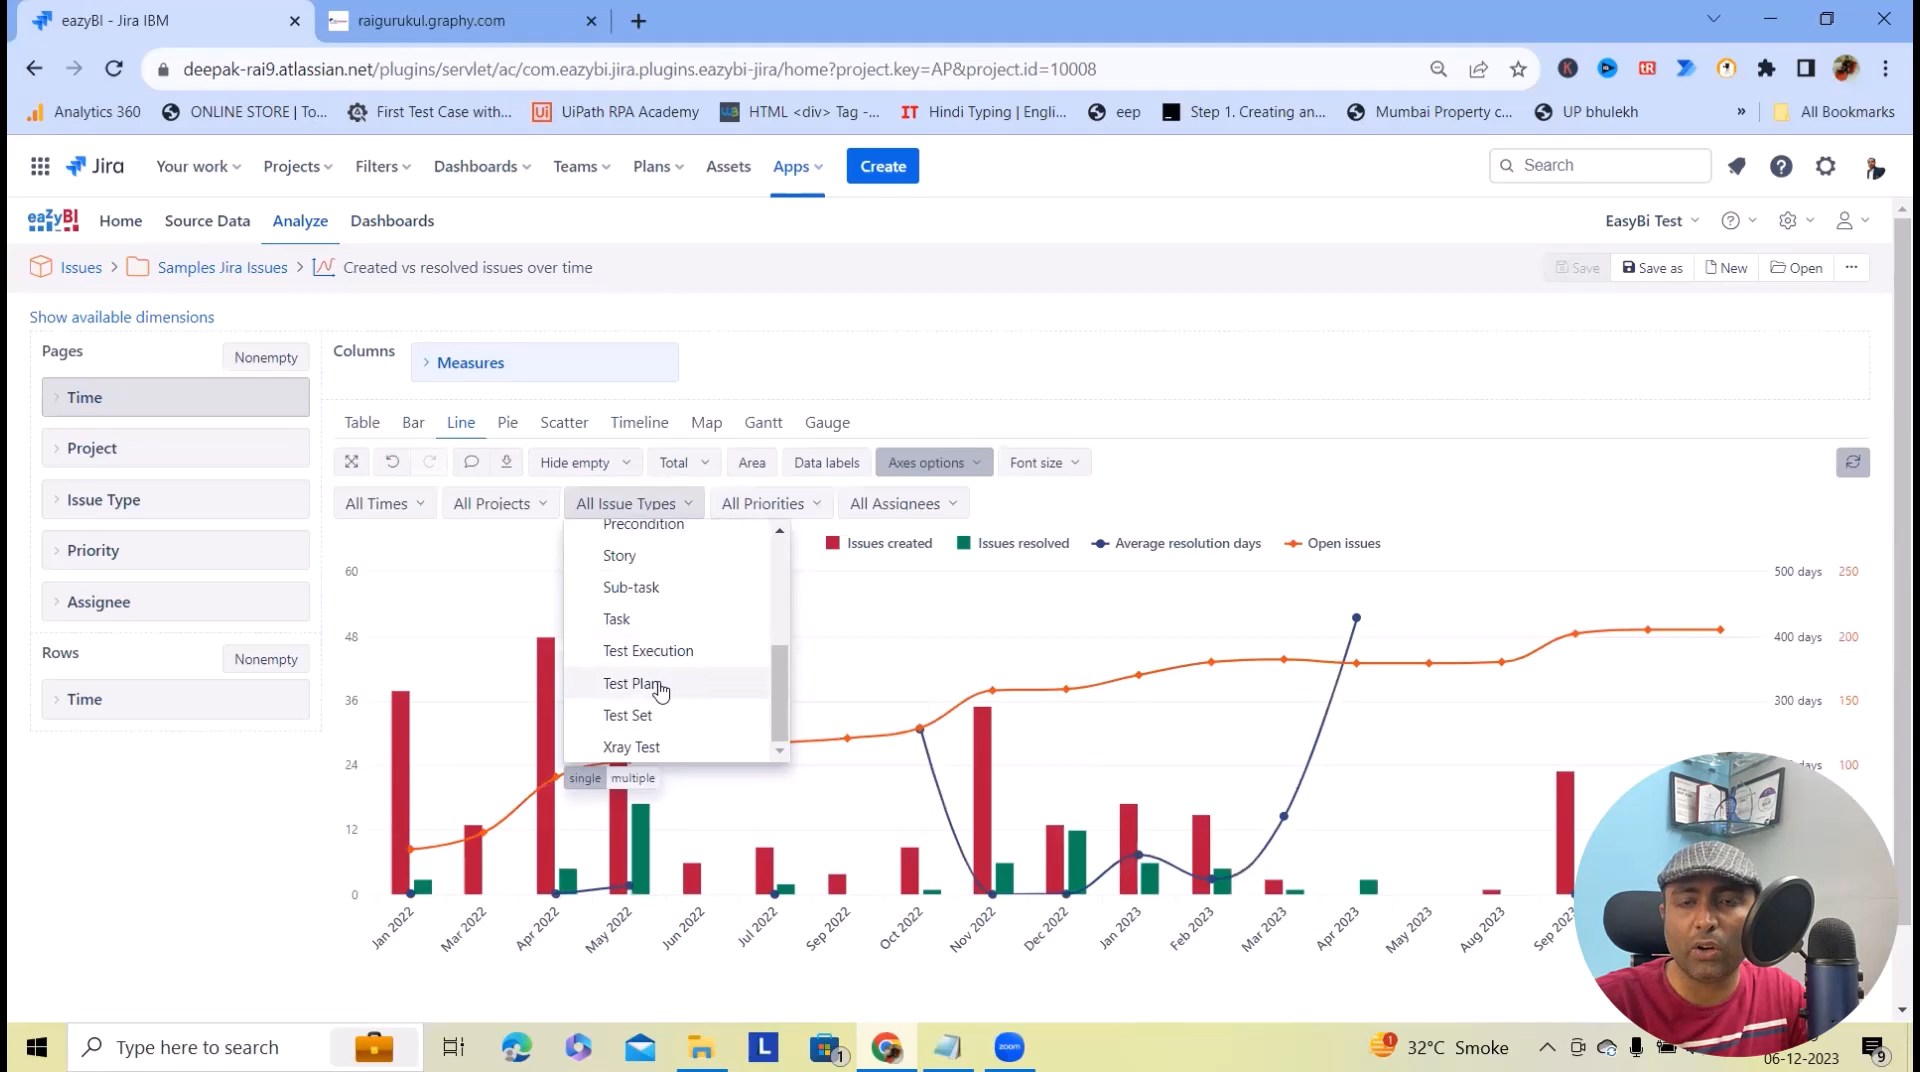 eazyBI - Jira IBM
raigurukul.graphy.com
deepak-rai9.atlassian.net/plugins/servlet/ac/com.eazybi.jira.plugins.eazybi-jira/home?project.key=AP&project.id=10008
Analytics 360 ONLINE STORE | To... First Test Case with... UiPath RPA Academy HTML <div> Tag -... Hindi Typing | Engli... eep Step 1. Creating an... Mumbai Property c... UP bhulekh » All Bookmarks
Jira Your work Projects Filters Dashboards Teams Plans Assets Apps Create Search
eaZyBI Home Source Data Analyze Dashboards EasyBi Test
Issues > Samples Jira Issues > Created vs resolved issues over time Save Save as New Open ...
Show available dimensions
Pages Nonempty
Time
Project
Issue Type
Priority
Assignee
Rows Nonempty
Time
Columns Measures
Table Bar Line Pie Scatter Timeline Map Gantt Gauge
Hide empty Total Area Data labels Axes options Font size
All Times All Projects All Issue Types All Priorities All Assignees
Precondition
Story
Sub-task
Task
Test Execution
Test Plan
Test Set
Xray Test
single multiple
Issues created Issues resolved Average resolution days Open issues
60 500 days 250
48 400 days 200
36 300 days 150
24 days 100
12
0
Jan 2022 Mar 2022 Apr 2022 May 2022 Jun 2022 Jul 2022 Sep 2022 Oct 2022 Nov 2022 Dec 2022 Jan 2023 Feb 2023 Mar 2023 Apr 2023 May 2023 Aug 2023 Sep 20
Type here to search
L
1
zoom
1
32°C Smoke
06-12-2023
9